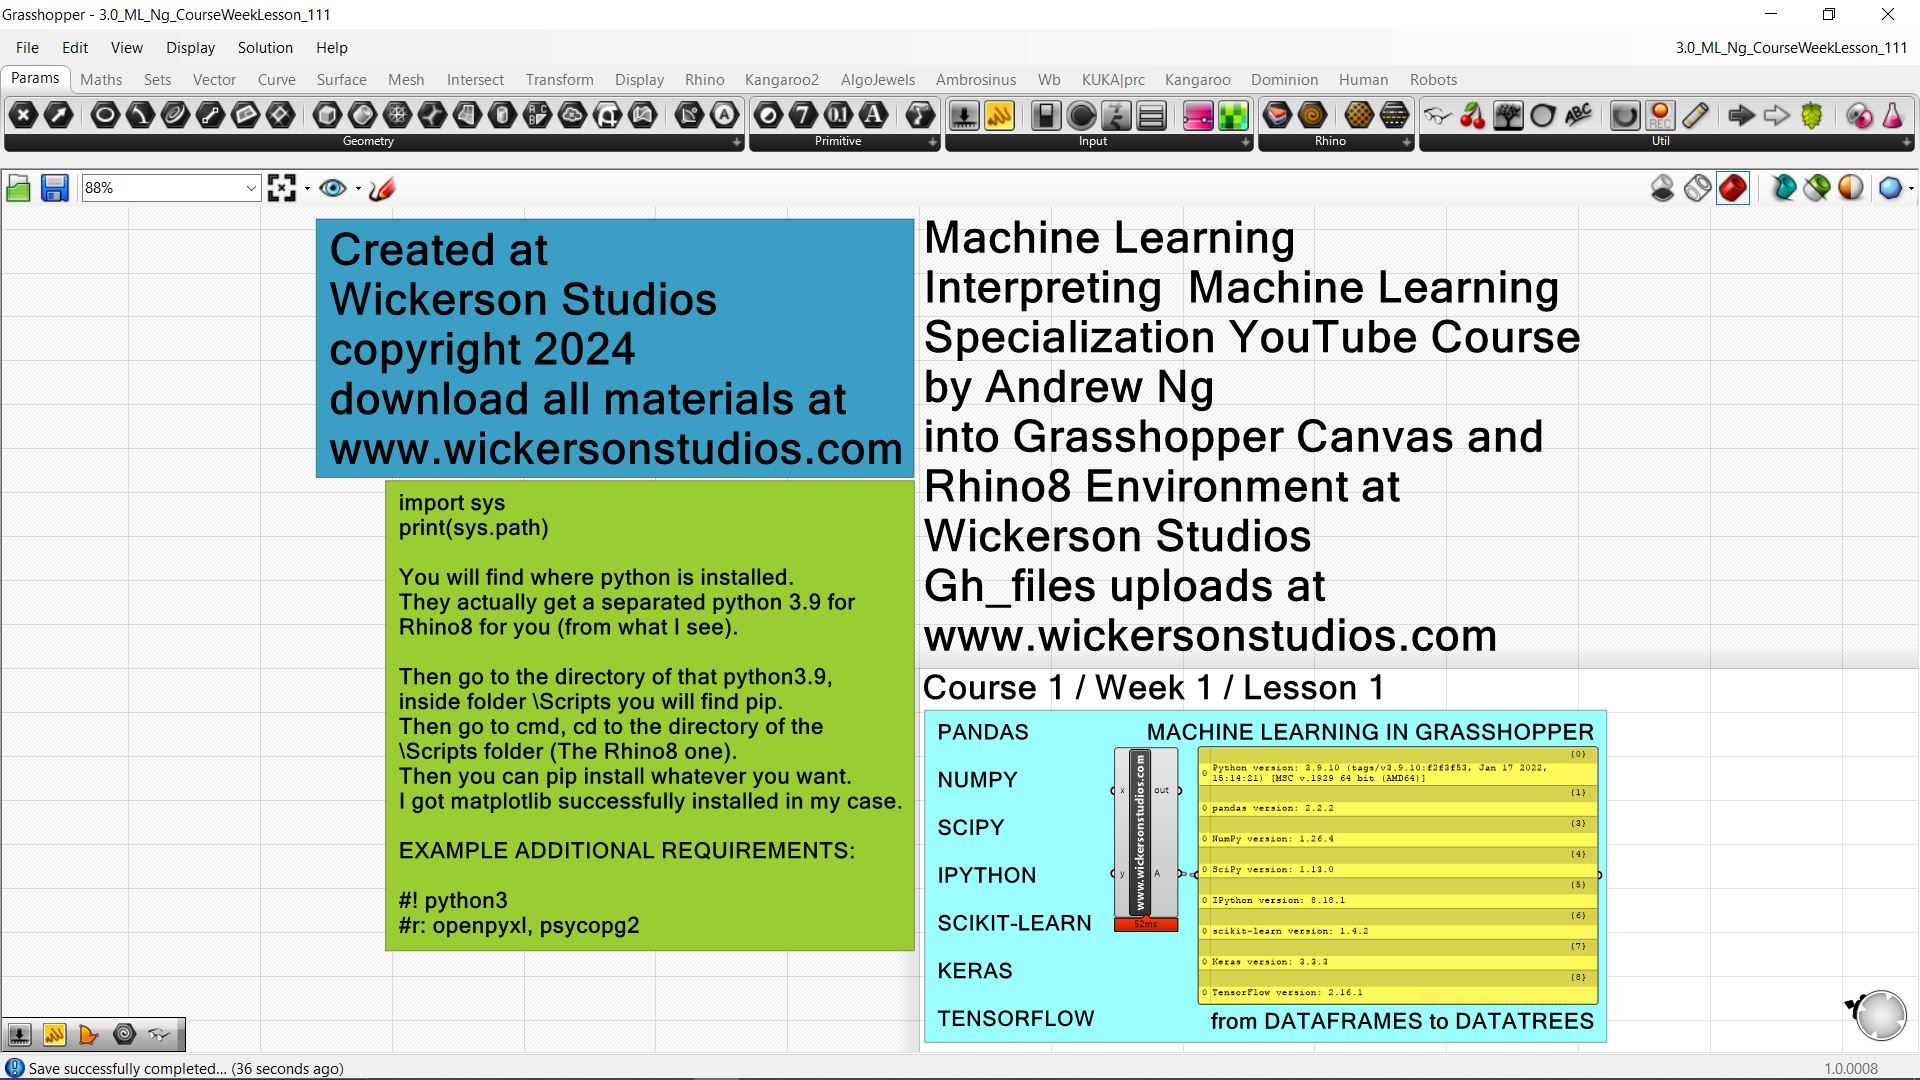 Grasshopper - 3.0_ML_Ng_CourseWeekLesson_111
File Edit View Display Solution Help
3.0_ML_Ng_CourseWeekLesson_111
Params Maths Sets Vector Curve Surface Mesh Intersect Transform Display Rhino Kangaroo2 AlgoJewels Ambrosinus Wb KUKA|prc Kangaroo Dominion Human Robots
Geometry Primitive Input Rhino Util
88%
Created at
Wickerson Studios
copyright 2024
download all materials at
www.wickersonstudios.com
import sys
print(sys.path)
You will find where python is installed.
They actually get a separated python 3.9 for
Rhino8 for you (from what I see).
Then go to the directory of that python3.9,
inside folder \Scripts you will find pip.
Then go to cmd, cd to the directory of the
\Scripts folder (The Rhino8 one).
Then you can pip install whatever you want.
I got matplotlib successfully installed in my case.
EXAMPLE ADDITIONAL REQUIREMENTS:
#! python3
#r: openpyxl, psycopg2
Machine Learning
Interpreting Machine Learning
Specialization YouTube Course
by Andrew Ng
into Grasshopper Canvas and
Rhino8 Environment at
Wickerson Studios
Gh_files uploads at
www.wickersonstudios.com
Course 1 / Week 1 / Lesson 1
PANDAS
NUMPY
SCIPY
IPYTHON
SCIKIT-LEARN
KERAS
TENSORFLOW
MACHINE LEARNING IN GRASSHOPPER
x
y
www.wickersonstudios.com
out
A
52ms
{0}
0 Python version: 3.9.10 (tags/v3.9.10:f2f3f53, Jan 17 2022,
15:14:21) [MSC v.1929 64 bit (AMD64)]
{1}
0 pandas version: 2.2.2
{3}
0 NumPy version: 1.26.4
{4}
0 SciPy version: 1.13.0
{5}
0 IPython version: 8.18.1
{6}
0 scikit-learn version: 1.4.2
{7}
0 Keras version: 3.3.3
{8}
0 TensorFlow version: 2.16.1
from DATAFRAMES to DATATREES
Save successfully completed... (36 seconds ago)
1.0.0008